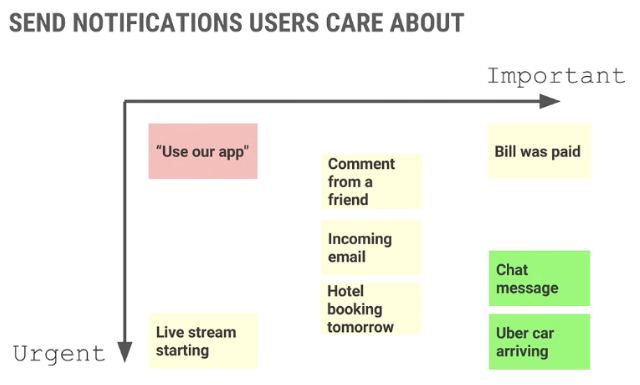 SEND NOTIFICATIONS USERS CARE ABOUT
Important
“Use our app"
Bill was paid
Comment
from a
friend
Incoming
email
Chat
message
Hotel
booking
tomorrow
Live stream
starting
Uber car
arriving
Urgent